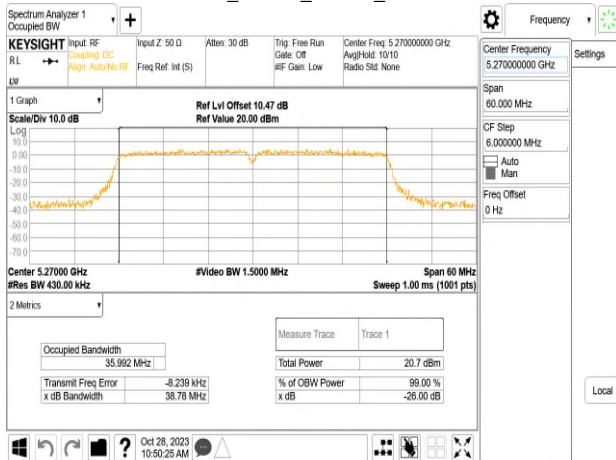 Spectrum Analyzer 1
Occupied BW
KEYSIGHT
RL
Input: RF
Coupling: DC
Align: Auto/No RF
Input Z: 50 Ω
Freq Ref: Int (S)
Atten: 30 dB
Trig: Free Run
Gate: Off
#IF Gain: Low
Center Freq: 5.270000000 GHz
Avg|Hold: 10/10
Radio Std: None
LXI
1 Graph
Scale/Div 10.0 dB
Ref Lvl Offset 10.47 dB
Ref Value 20.00 dBm
Log
10.0
0.00
-10.0
-20.0
-30.0
-40.0
-50.0
-60.0
-70.0
Center 5.27000 GHz
#Res BW 430.00 kHz
#Video BW 1.5000 MHz
Span 60 MHz
Sweep 1.00 ms (1001 pts)
2 Metrics
Occupied Bandwidth
35.992 MHz
Transmit Freq Error -8.239 kHz
x dB Bandwidth 38.78 MHz
Measure Trace Trace 1
Total Power 20.7 dBm
% of OBW Power 99.00 %
x dB -26.00 dB
?
Oct 28, 2023
10:50:25 AM
Frequency
Center Frequency
5.270000000 GHz
Span
60.000 MHz
CF Step
6.000000 MHz
Auto
Man
Freq Offset
0 Hz
Settings
Local